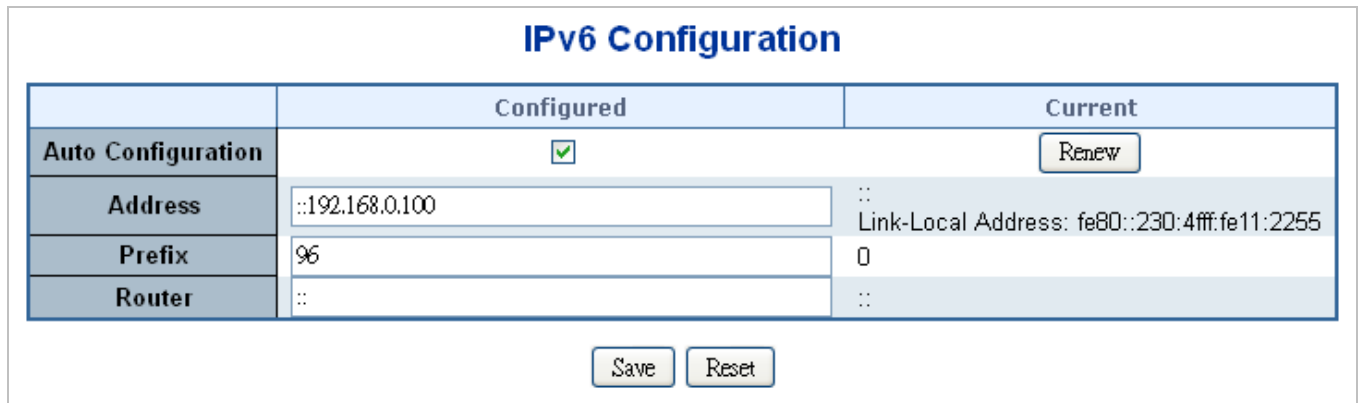 IPv6 Configuration
Configured Current
Auto Configuration Renew
Address ::192.168.0.100 ::
Link-Local Address: fe80::230:4fff:fe11:2255
Prefix 96 0
Router :: ::
Save Reset